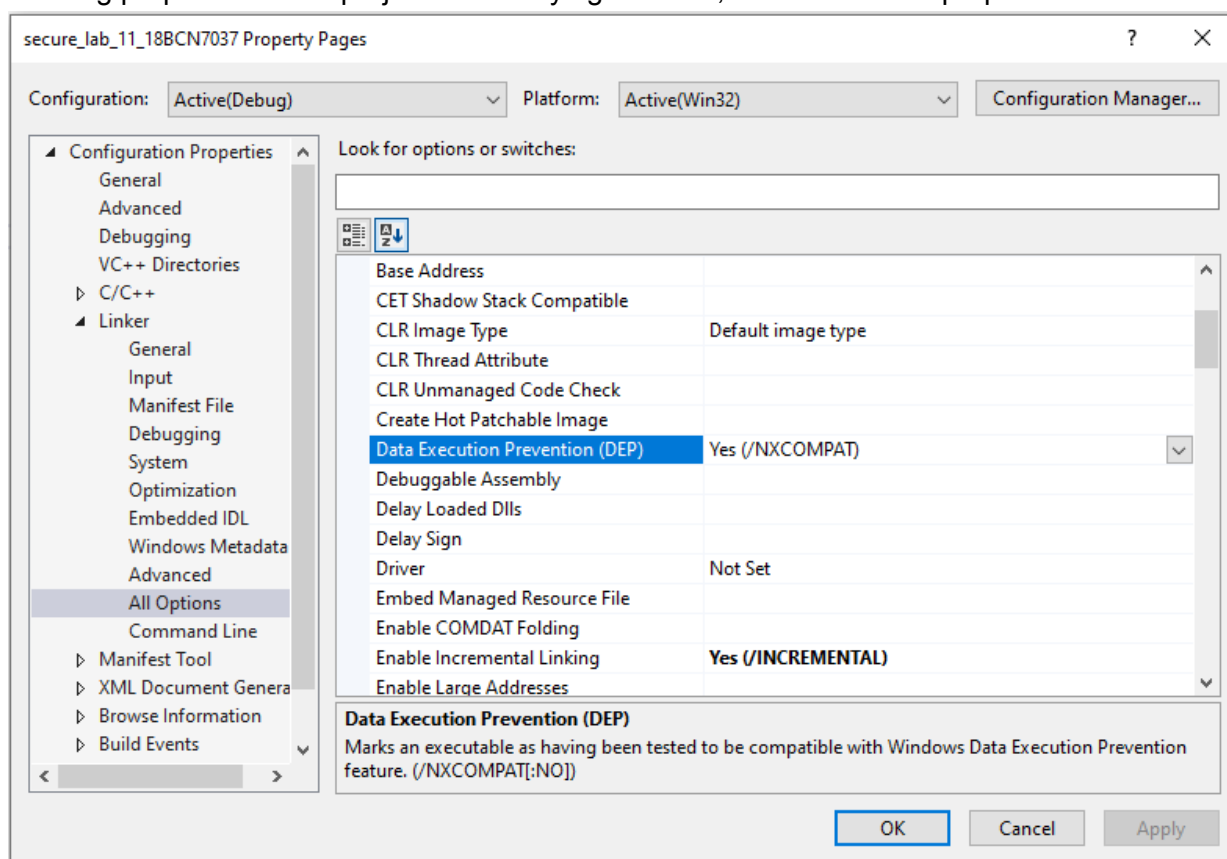 secure_lab_11_18BCN7037 Property Pages ? ×
Configuration: Active(Debug) Platform: Active(Win32) Configuration Manager...
Configuration Properties
General
Advanced
Debugging
VC++ Directories
C/C++
Linker
General
Input
Manifest File
Debugging
System
Optimization
Embedded IDL
Windows Metadata
Advanced
All Options
Command Line
Manifest Tool
XML Document Genera
Browse Information
Build Events
Look for options or switches:
Base Address
CET Shadow Stack Compatible
CLR Image Type Default image type
CLR Thread Attribute
CLR Unmanaged Code Check
Create Hot Patchable Image
Data Execution Prevention (DEP) Yes (/NXCOMPAT)
Debuggable Assembly
Delay Loaded Dlls
Delay Sign
Driver Not Set
Embed Managed Resource File
Enable COMDAT Folding
Enable Incremental Linking Yes (/INCREMENTAL)
Enable Large Addresses
Data Execution Prevention (DEP)
Marks an executable as having been tested to be compatible with Windows Data Execution Prevention
feature. (/NXCOMPAT[:NO])
OK Cancel Apply